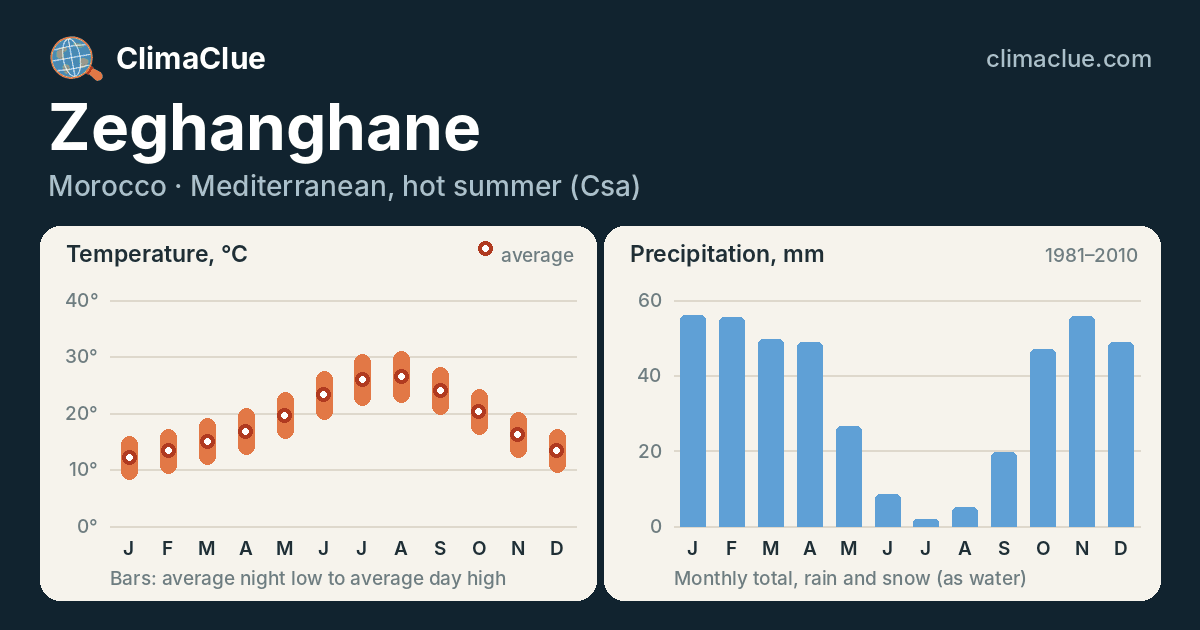 ClimaClue
climaclue.com
Zeghanghane
Morocco · Mediterranean, hot summer (Csa)
Temperature, °C
average
40°
30°
20°
10°
0°
J F M A M J J A S O N D
Bars: average night low to average day high
Precipitation, mm
1981–2010
60
40
20
0
J F M A M J J A S O N D
Monthly total, rain and snow (as water)